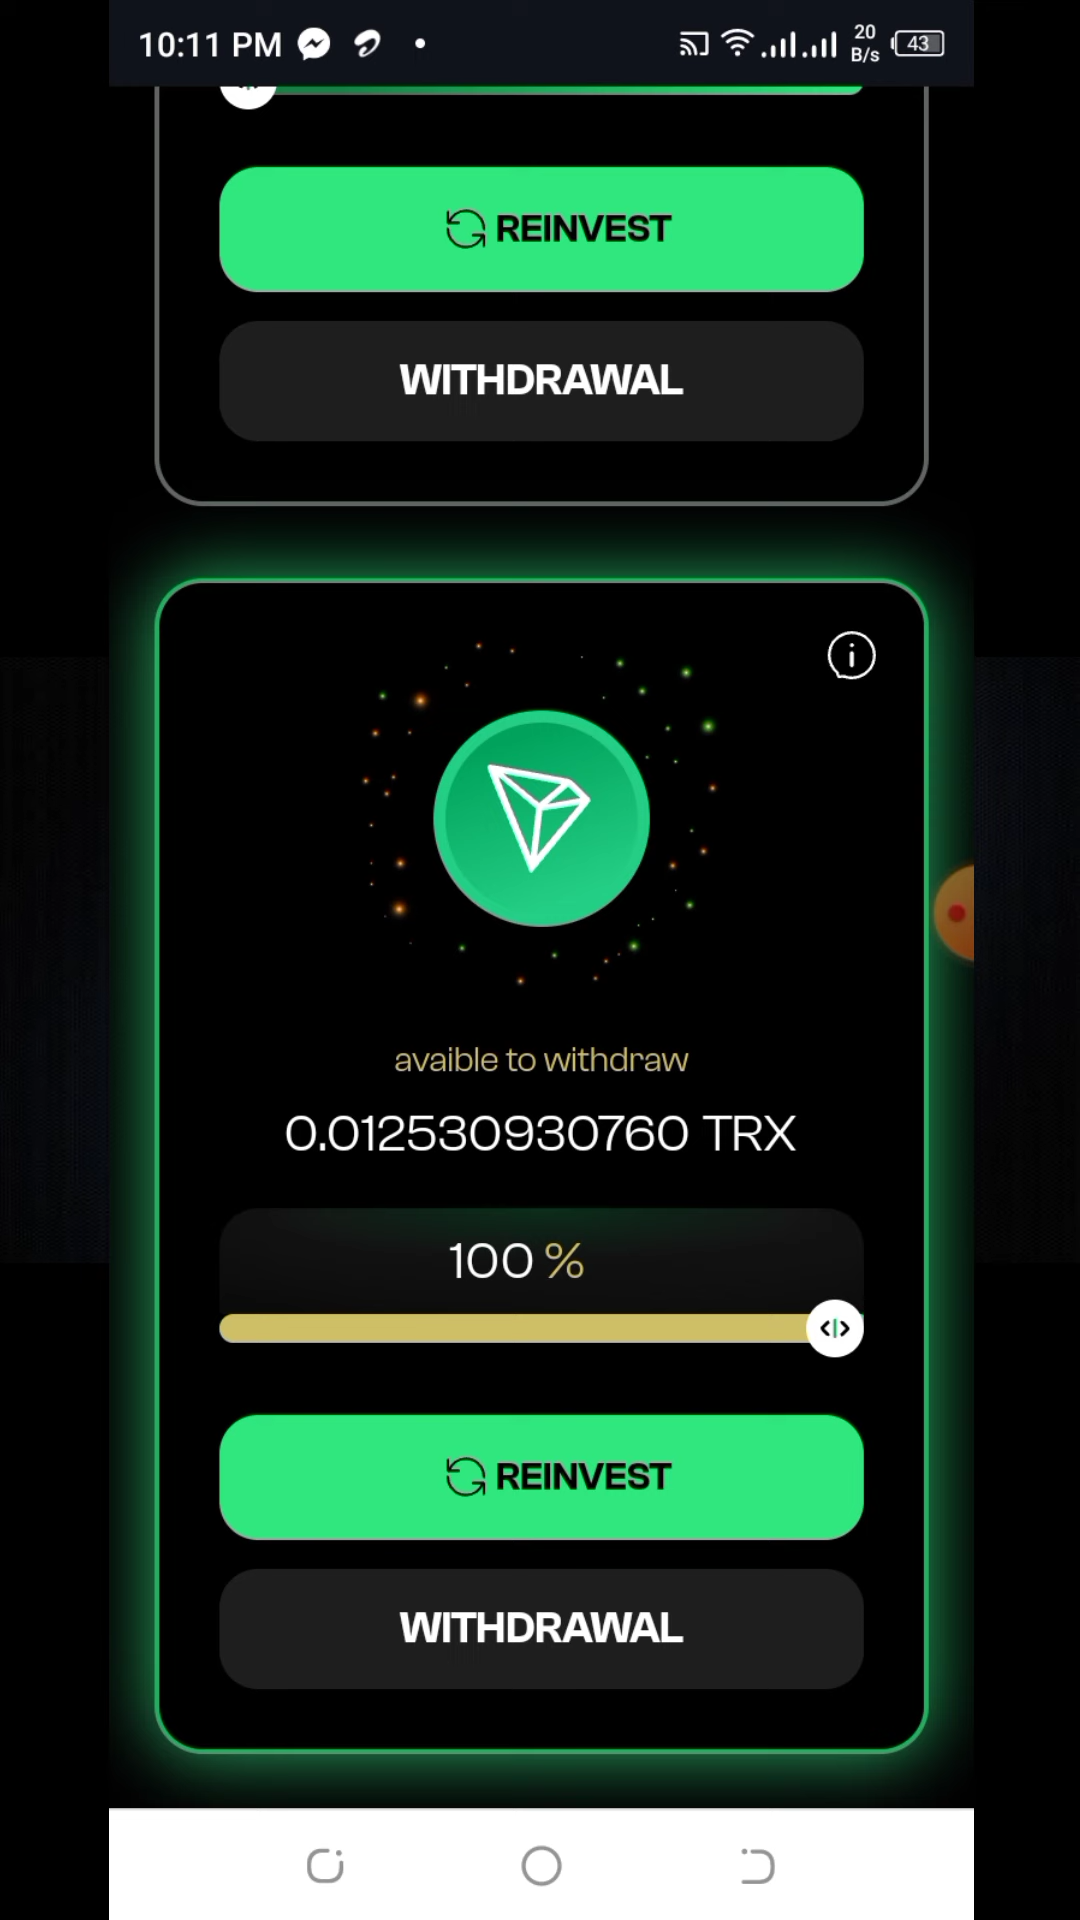 10:11 PM
20
B/s
43
REINVEST
WITHDRAWAL
avaible to withdraw
0.012530930760 TRX
100 %
REINVEST
WITHDRAWAL